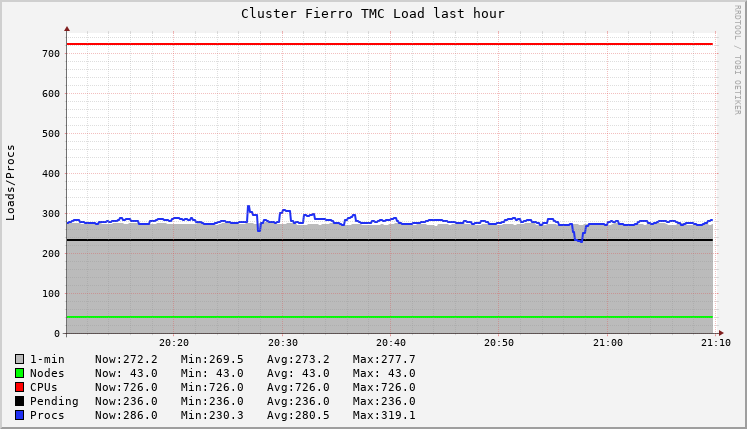 Cluster Fierro TMC Load last hour
RRDTOOL / TOBI OETIKER
Loads/Procs
700
600
500
400
300
200
100
0
20:20 20:30 20:40 20:50 21:00 21:10
1-min Now:272.2 Min:269.5 Avg:273.2 Max:277.7
Nodes Now: 43.0 Min: 43.0 Avg: 43.0 Max: 43.0
CPUs Now:726.0 Min:726.0 Avg:726.0 Max:726.0
Pending Now:236.0 Min:236.0 Avg:236.0 Max:236.0
Procs Now:286.0 Min:230.3 Avg:280.5 Max:319.1